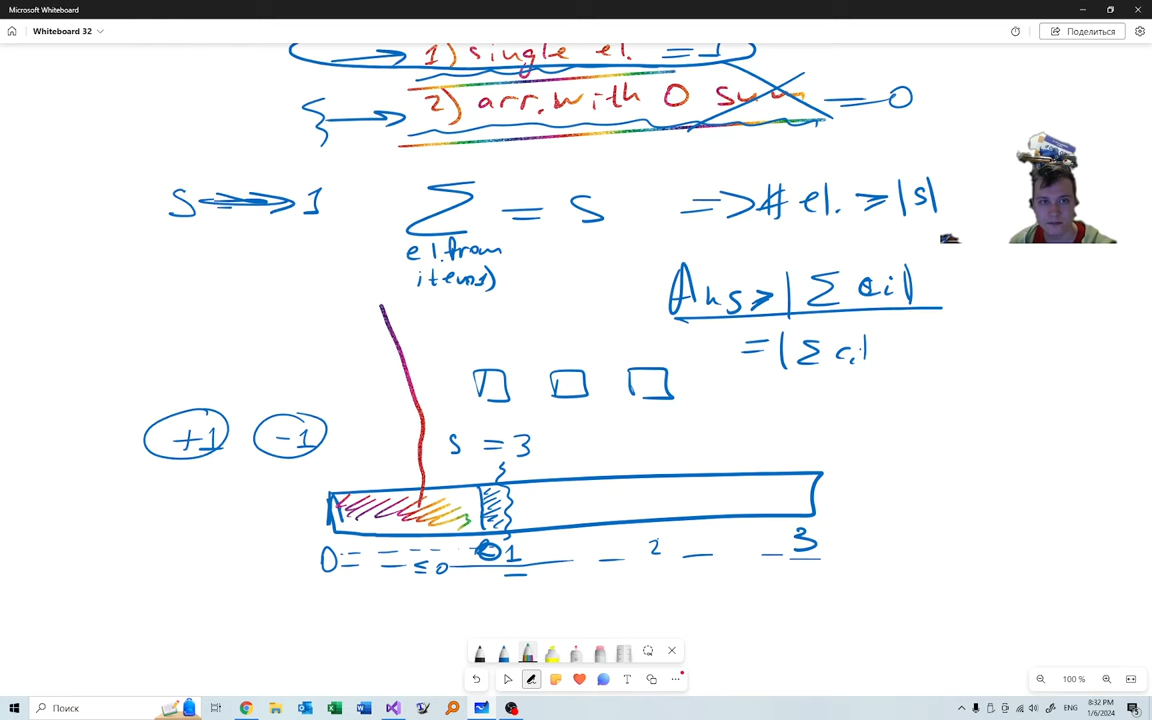 Microsoft Whiteboard
Whiteboard 32
Поделиться
1) single el. = 1
2) arr. with 0 sum = 0
S 1
∑ = S => # el. ≥ |S|
el. from
items)
Ans ≥ |∑ ai|
= |∑ ai|
+1 -1
S = 3
0 ≤ 0 0 1 2 3
100 %
Поиск
ENG
8:32 PM
1/6/2024
5